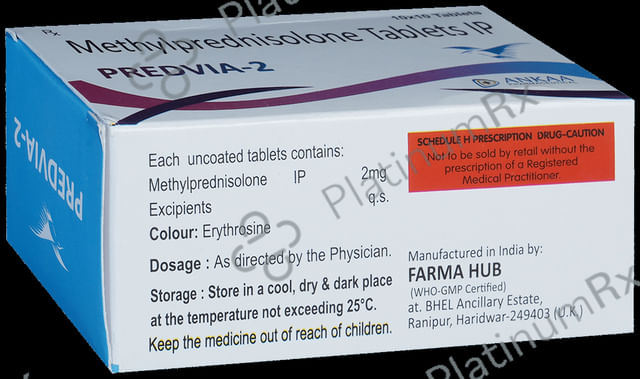 Rx
10x10 Tablets
Methylprednisolone Tablets IP
PREDVIA-2
ANKAA
PREDVIA-2
Each uncoated tablets contains:
Methylprednisolone IP 2mg
Excipients q.s.
Colour: Erythrosine
Dosage : As directed by the Physician.
Storage : Store in a cool, dry & dark place
at the temperature not exceeding 25°C.
Keep the medicine out of reach of children.
SCHEDULE H PRESCRIPTION DRUG-CAUTION
Not to be sold by retail without the
prescription of a Registered
Medical Practitioner.
Manufactured in India by:
FARMA HUB
(WHO-GMP Certified)
at. BHEL Ancillary Estate,
Ranipur, Haridwar-249403 (U.K.)
PlatinumRx
PlatinumRx
PlatinumRx